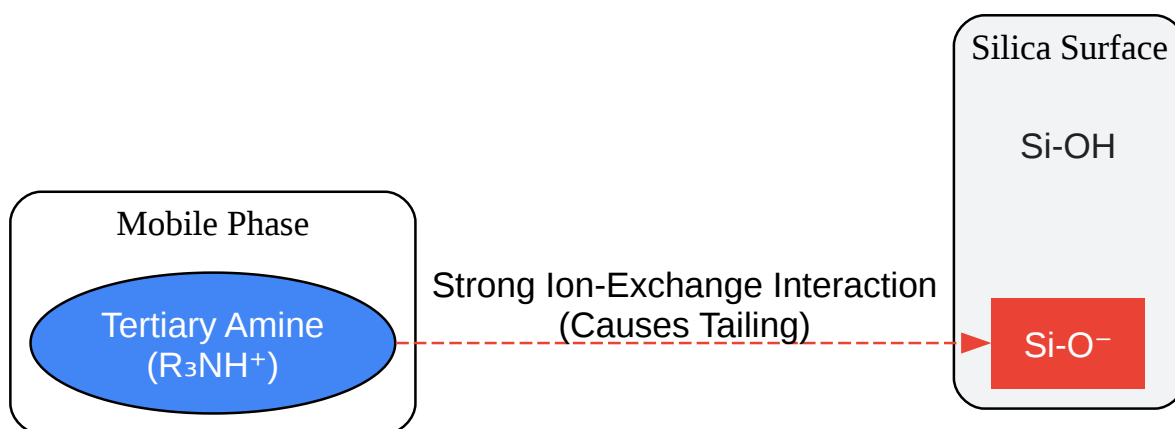 Silica Surface
Si-OH
Mobile Phase
Strong Ion-Exchange Interaction
(Causes Tailing)
Tertiary Amine
(R₃NH⁺)
Si-O⁻